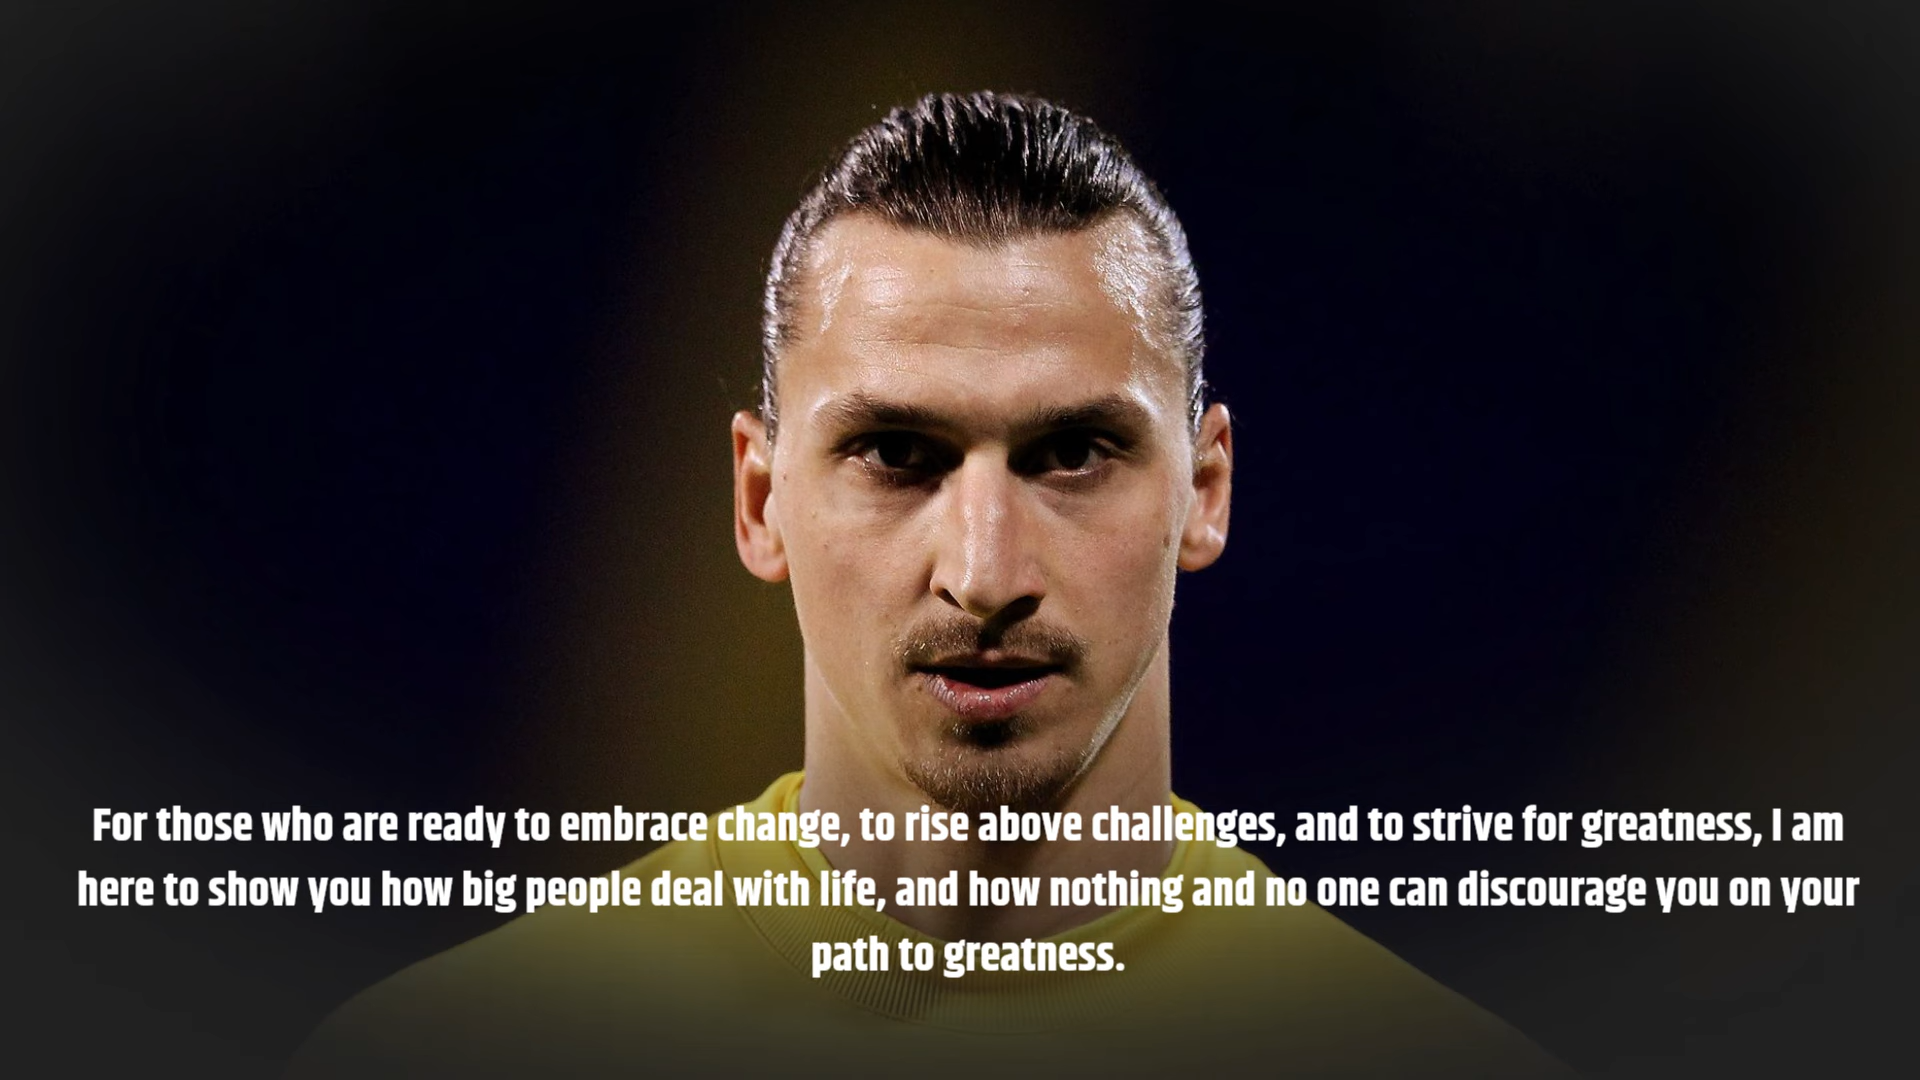 For those who are ready to embrace change, to rise above challenges, and to strive for greatness, I am
here to show you how big people deal with life, and how nothing and no one can discourage you on your
path to greatness.